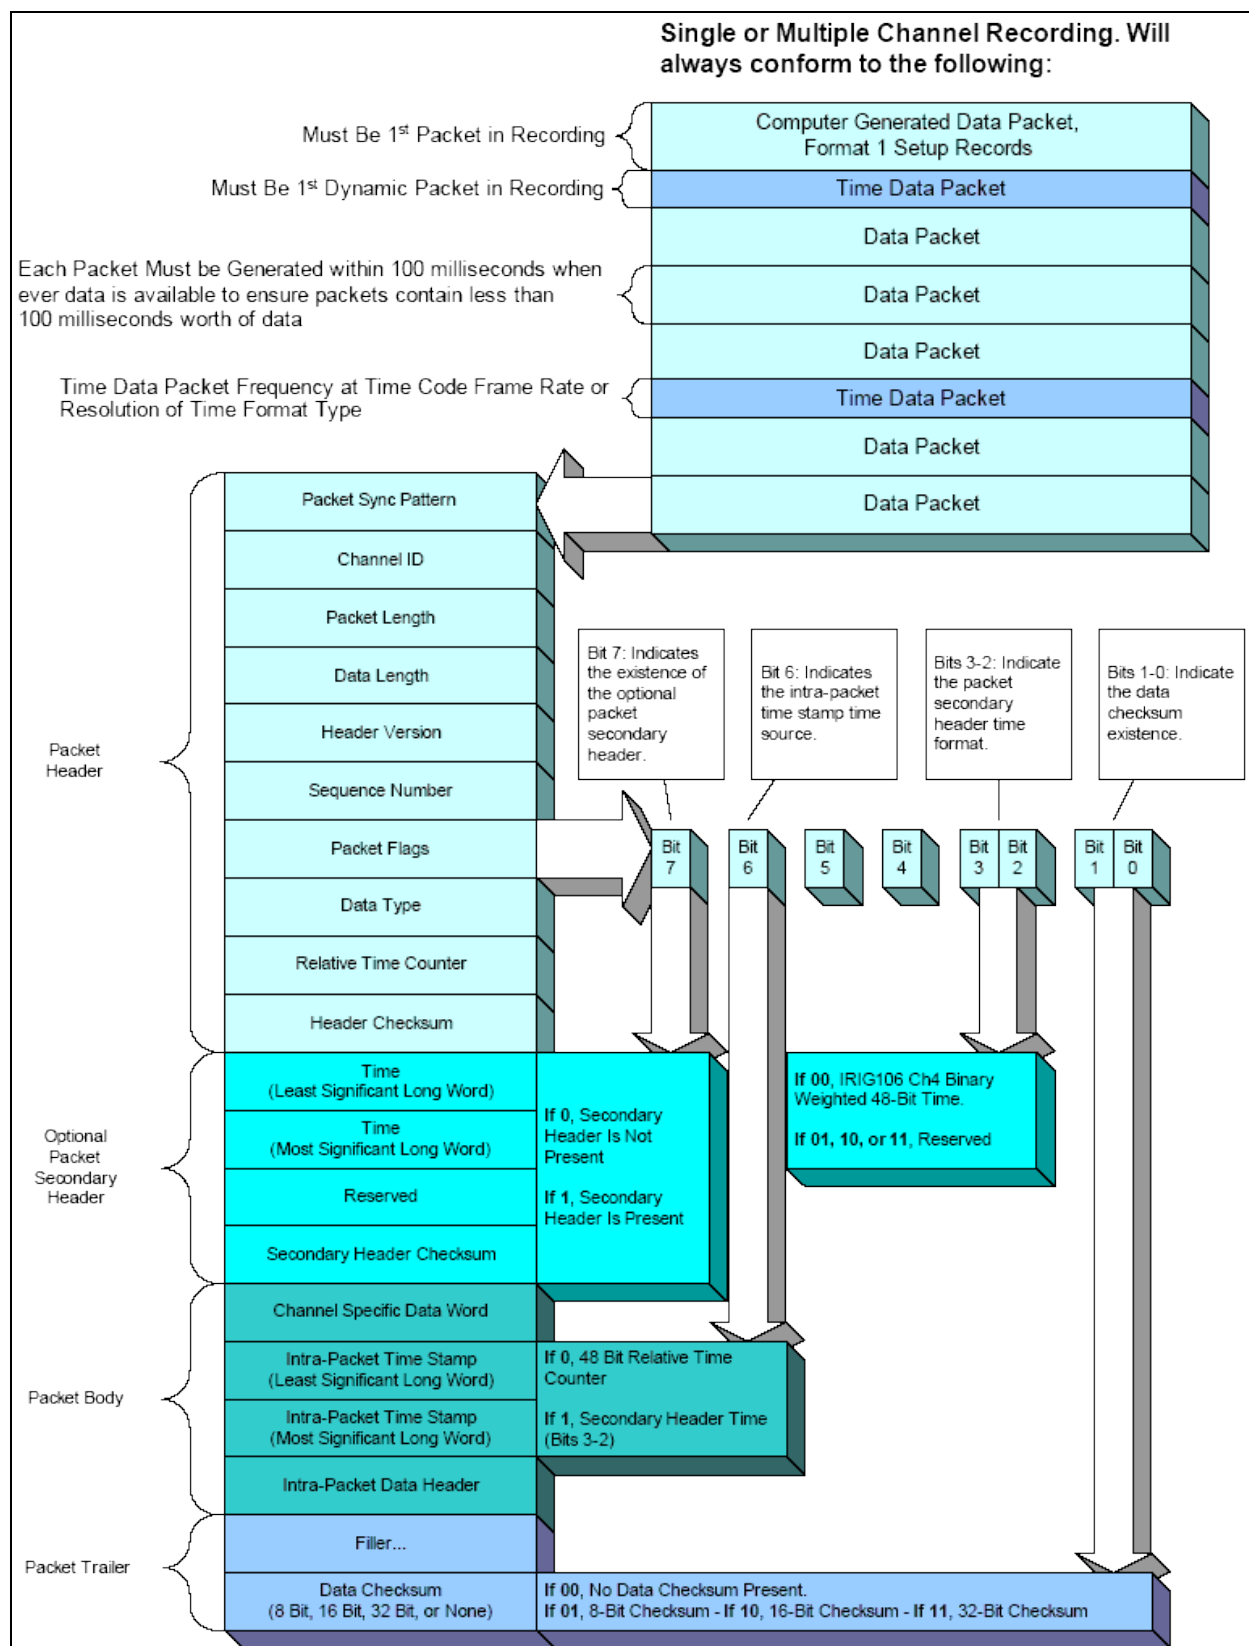 Single or Multiple Channel Recording. Will
always conform to the following:
Must Be 1st Packet in Recording
Computer Generated Data Packet,
Format 1 Setup Records
Must Be 1st Dynamic Packet in Recording
Time Data Packet
Data Packet
Each Packet Must be Generated within 100 milliseconds when
ever data is available to ensure packets contain less than
100 milliseconds worth of data
Data Packet
Data Packet
Time Data Packet Frequency at Time Code Frame Rate or
Resolution of Time Format Type
Time Data Packet
Data Packet
Data Packet
Packet
Header
Packet Sync Pattern
Channel ID
Packet Length
Data Length
Header Version
Sequence Number
Packet Flags
Data Type
Relative Time Counter
Header Checksum
Bit 7: Indicates
the existence of
the optional
packet
secondary
header.
Bit 6: Indicates
the intra-packet
time stamp time
source.
Bits 3-2: Indicate
the packet
secondary
header time
format.
Bits 1-0: Indicate
the data
checksum
existence.
Bit
7
Bit
6
Bit
5
Bit
4
Bit
3
Bit
2
Bit
1
Bit
0
Optional
Packet
Secondary
Header
Time
(Least Significant Long Word)
Time
(Most Significant Long Word)
Reserved
Secondary Header Checksum
If 0, Secondary
Header Is Not
Present
If 1, Secondary
Header Is Present
If 00, IRIG106 Ch4 Binary
Weighted 48-Bit Time.
If 01, 10, or 11, Reserved
Packet Body
Channel Specific Data Word
Intra-Packet Time Stamp
(Least Significant Long Word)
Intra-Packet Time Stamp
(Most Significant Long Word)
Intra-Packet Data Header
If 0, 48 Bit Relative Time
Counter
If 1, Secondary Header Time
(Bits 3-2)
Packet Trailer
Filler...
Data Checksum
(8 Bit, 16 Bit, 32 Bit, or None)
If 00, No Data Checksum Present.
If 01, 8-Bit Checksum - If 10, 16-Bit Checksum - If 11, 32-Bit Checksum